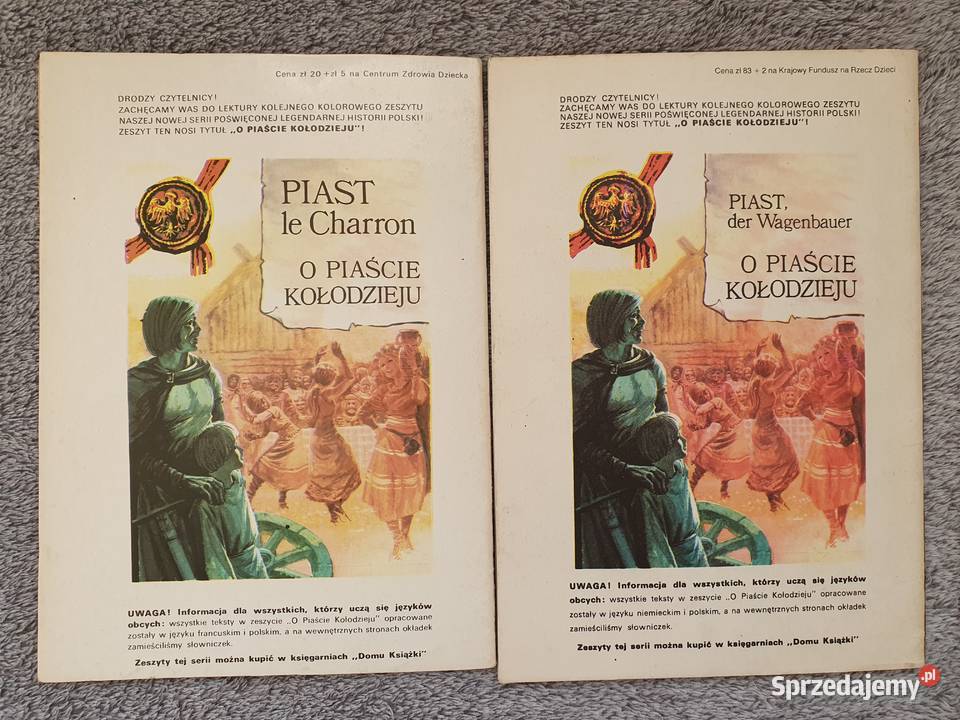 Cena zł 20 + zł 5 na Centrum Zdrowia Dziecka
DRODZY CZYTELNICY!
ZACHĘCAMY WAS DO LEKTURY KOLEJNEGO KOLOROWEGO ZESZYTU
NASZEJ NOWEJ SERII POŚWIĘCONEJ LEGENDARNEJ HISTORII POLSKI!
ZESZYT TEN NOSI TYTUŁ „O PIAŚCIE KOŁODZIEJU"!
PIAST
le Charron
O PIAŚCIE
KOŁODZIEJU
UWAGA! Informacja dla wszystkich, którzy uczą się języków
obcych: wszystkie teksty w zeszycie „O Piaście Kołodzieju" opracowane
zostały w języku francuskim i polskim, a na wewnętrznych stronach okładek
zamieściliśmy słowniczek.
Zeszyty tej serii można kupić w księgarniach „Domu Książki"
Cena zł 83 + 2 na Krajowy Fundusz na Rzecz Dzieci
DRODZY CZYTELNICY!
ZACHĘCAMY WAS DO LEKTURY KOLEJNEGO KOLOROWEGO ZESZYTU
NASZEJ NOWEJ SERII POŚWIĘCONEJ LEGENDARNEJ HISTORII POLSKI!
ZESZYT TEN NOSI TYTUŁ „O PIAŚCIE KOŁODZIEJU"!
PIAST,
der Wagenbauer
O PIAŚCIE
KOŁODZIEJU
UWAGA! Informacja dla wszystkich, którzy uczą się języków
obcych: wszystkie teksty w zeszycie „O Piaście Kołodzieju" opracowane
zostały w języku niemieckim i polskim, a na wewnętrznych stronach okładek
zamieściliśmy słowniczek.
Zeszyty tej serii można kupić w księgarniach „Domu Książki"
Sprzedajemy.pl